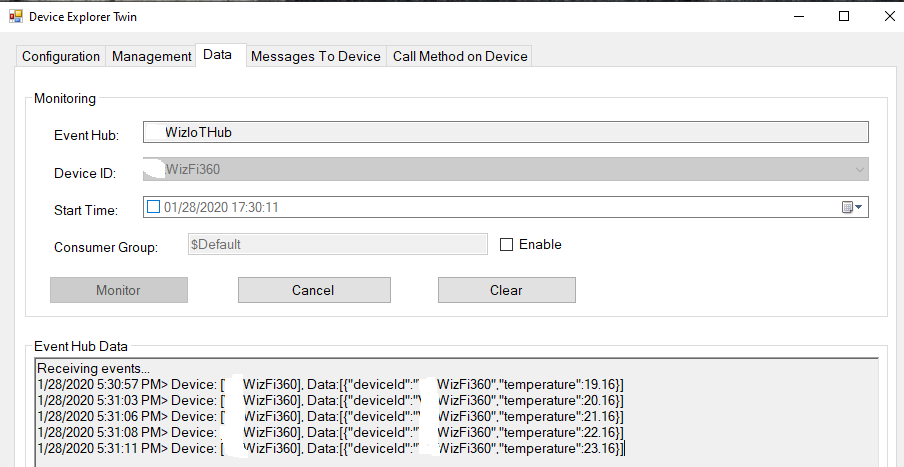 Device Explorer Twin
Configuration Management Data Messages To Device Call Method on Device
Monitoring
Event Hub: WizIoTHub
Device ID: WizFi360
Start Time: 01/28/2020 17:30:11
Consumer Group: $Default Enable
Monitor Cancel Clear
Event Hub Data
Receiving events...
1/28/2020 5:30:57 PM> Device: [ WizFi360], Data:[{"deviceId":" WizFi360","temperature":19.16}]
1/28/2020 5:31:03 PM> Device: [ WizFi360], Data:[{"deviceId":" WizFi360","temperature":20.16}]
1/28/2020 5:31:06 PM> Device: [ WizFi360], Data:[{"deviceId":" WizFi360","temperature":21.16}]
1/28/2020 5:31:08 PM> Device: WizFi360], Data:[{"deviceId":" WizFi360","temperature":22.16}]
1/28/2020 5:31:11 PM> Device: [ WizFi360], Data:[{"deviceId":" WizFi360","temperature":23.16}]